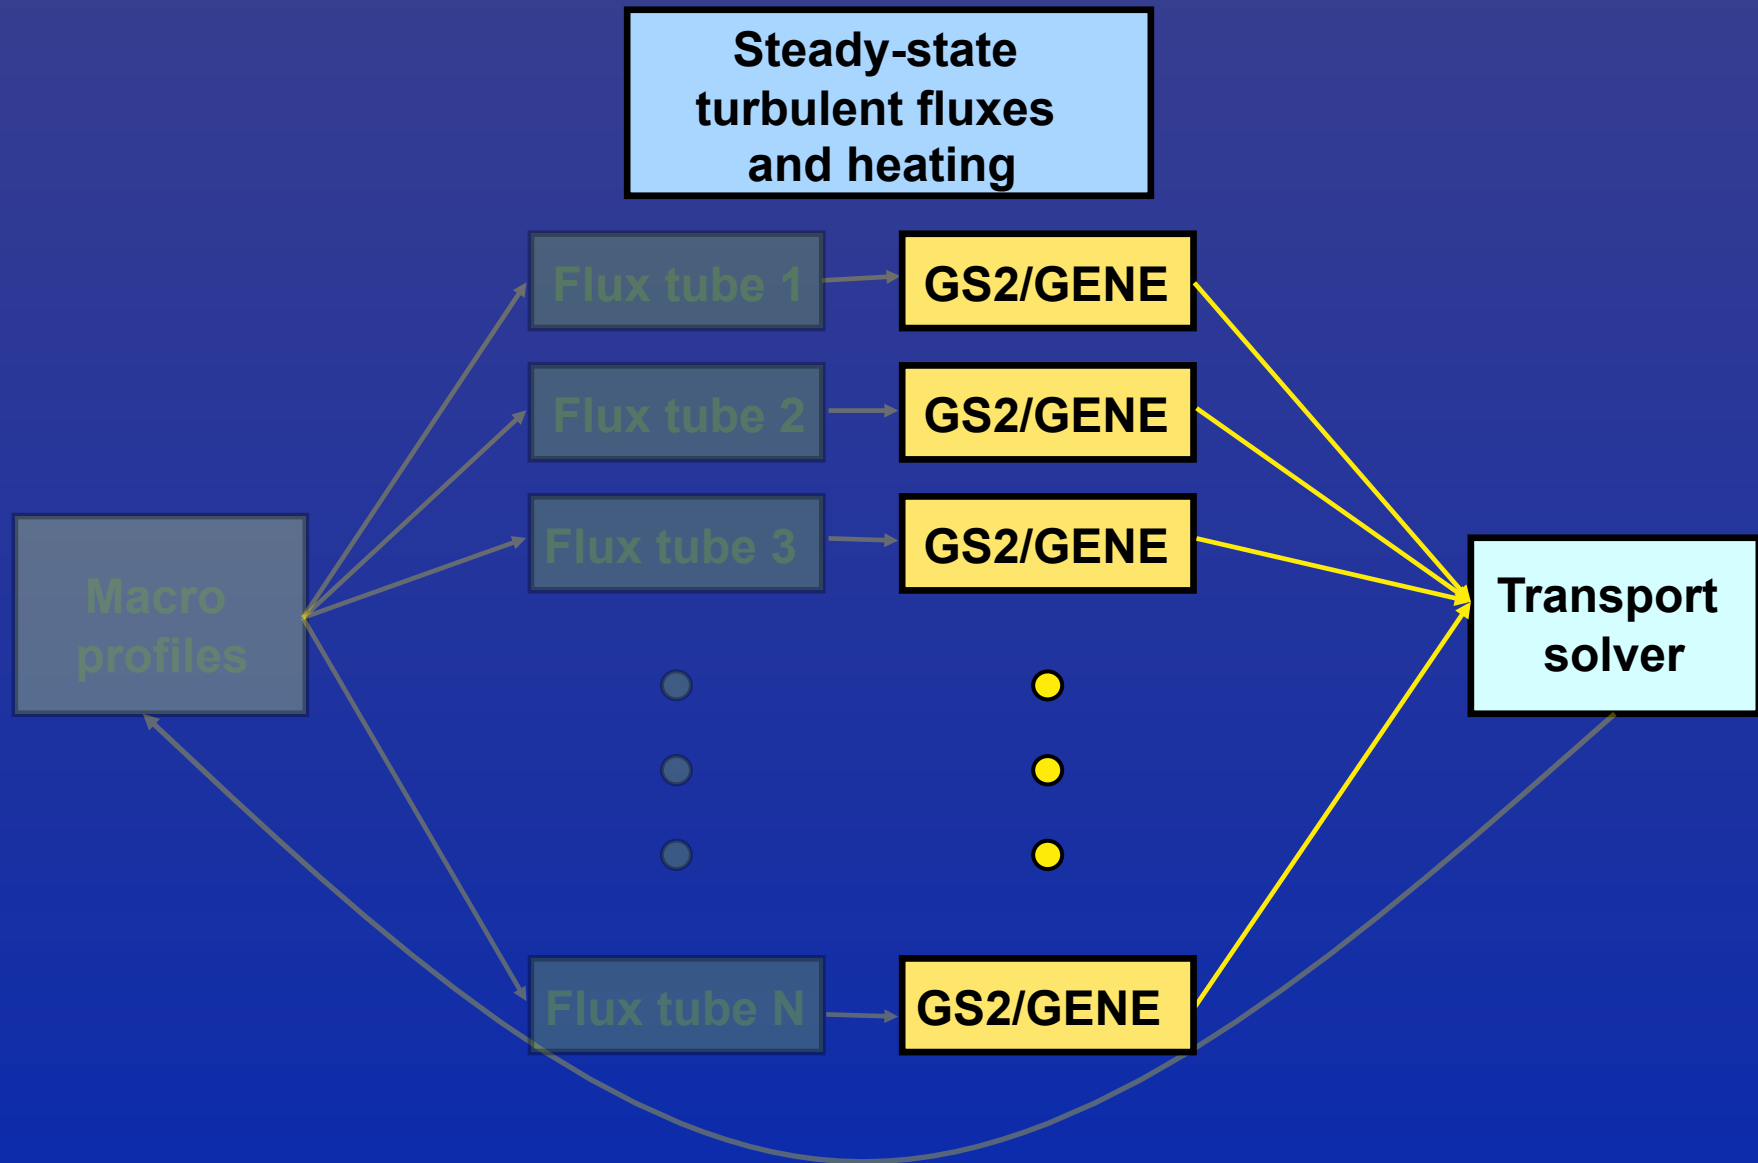 Steady-state
turbulent fluxes
and heating
Flux tube 1
GS2/GENE
Flux tube 2
GS2/GENE
Flux tube 3
GS2/GENE
Macro
profiles
Transport
solver
Flux tube N
GS2/GENE